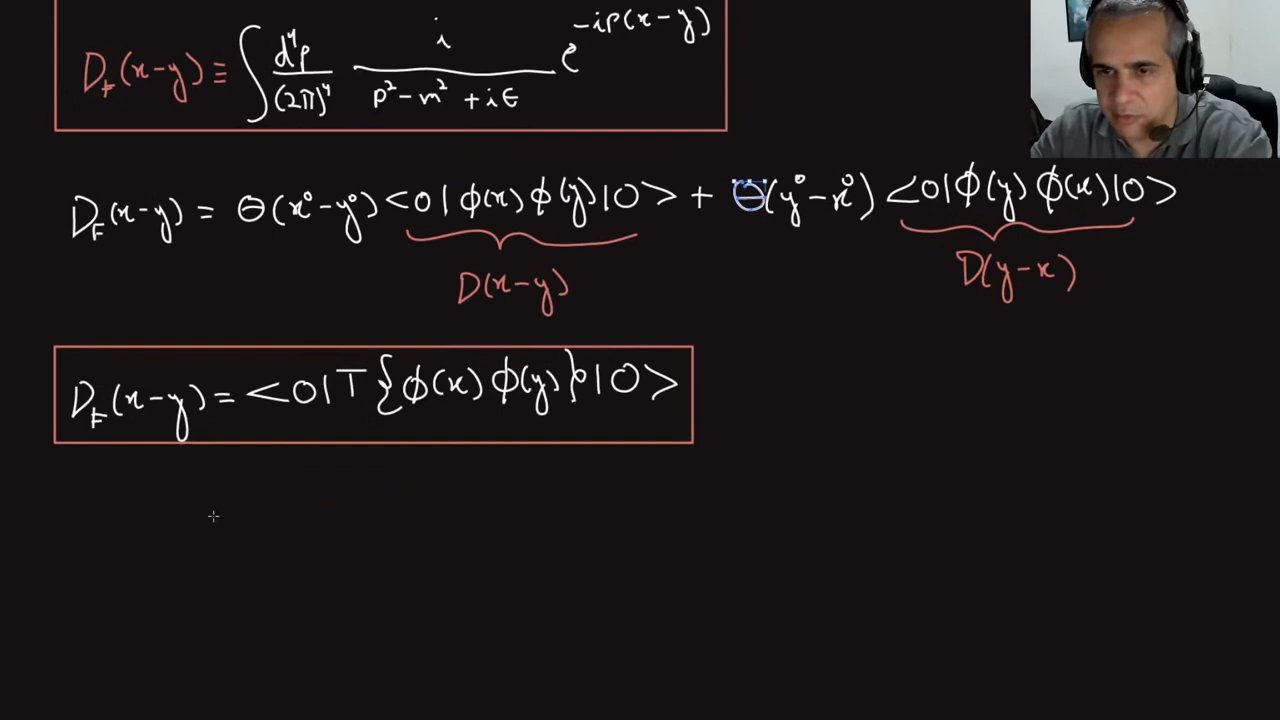 D_F(x-y) ≡ ∫ d⁴p/(2π)⁴ i/(p²-m²+iϵ) e^{-ip(x-y)}
D_F(x-y) = Θ(x⁰-y⁰)<0|ϕ(x)ϕ(y)|0> + Θ(y⁰-x⁰)<0|ϕ(y)ϕ(x)|0>
D(x-y) D(y-x)
D_F(x-y) = <0|T{ϕ(x)ϕ(y)}|0>